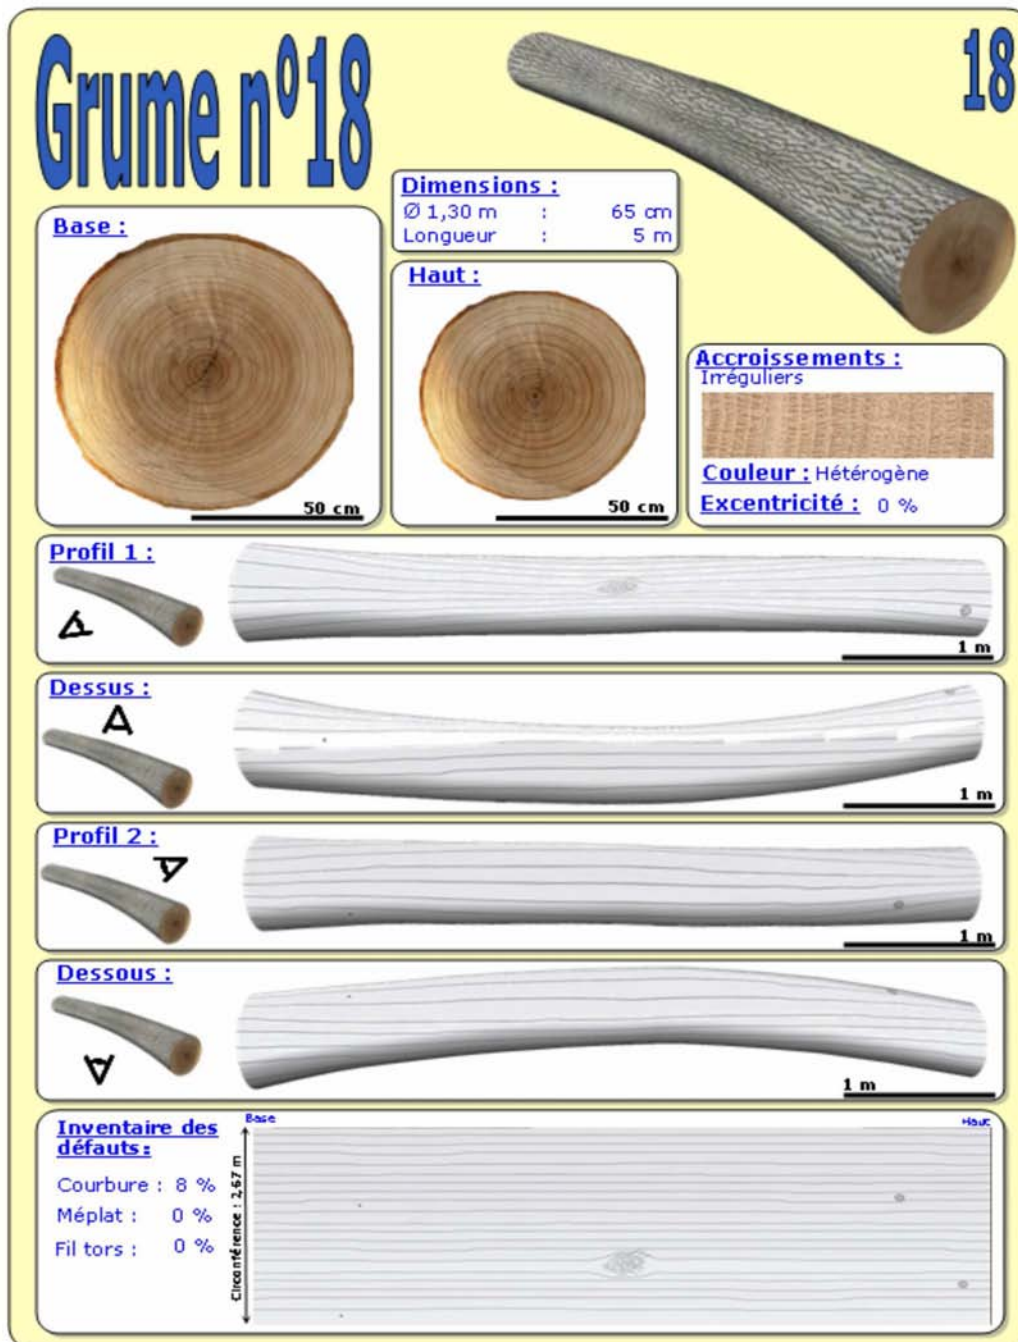 Grume n°18
18
Dimensions :
Ø 1,30 m : 65 cm
Longueur : 5 m
Base :
50 cm
Haut :
50 cm
Accroissements :
Irréguliers
Couleur : Hétérogène
Excentricité : 0 %
Profil 1 :
1 m
Dessus :
1 m
Profil 2 :
1 m
Dessous :
1 m
Inventaire des
défauts:
Courbure : 8 %
Méplat : 0 %
Fil tors : 0 %
Base
Haut
Circonférence : 2,67 m